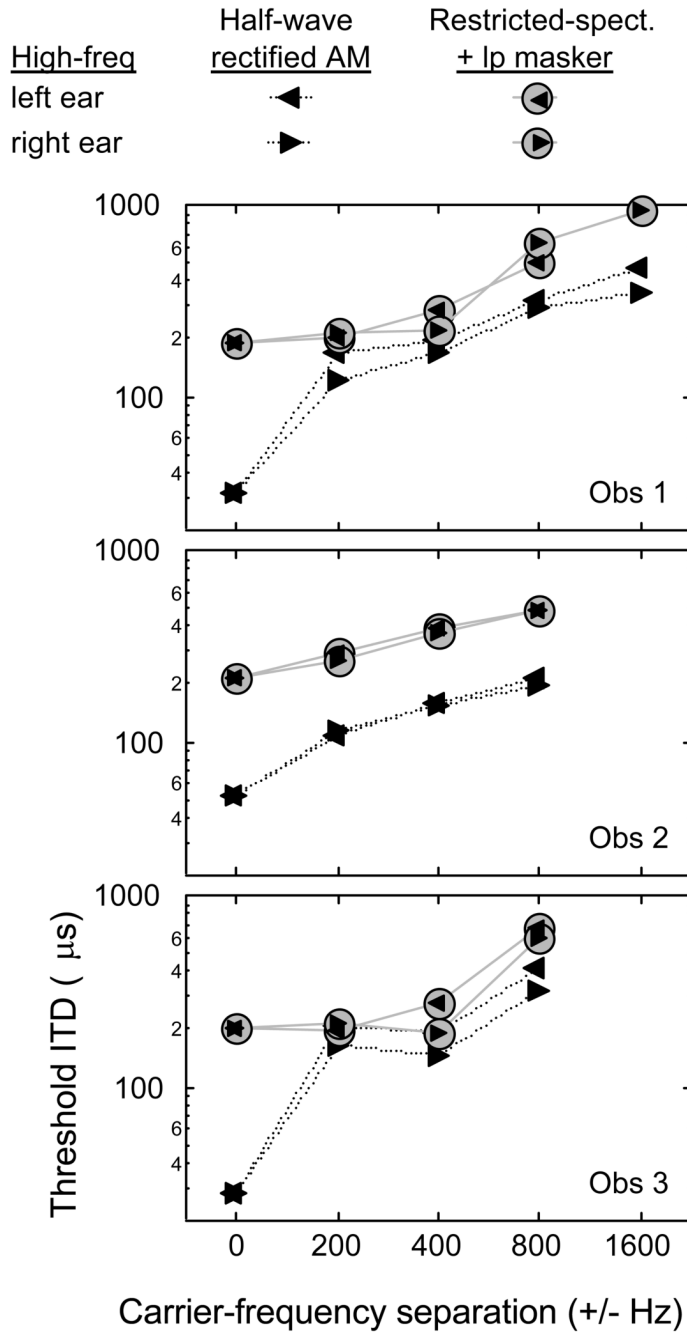 Half-wave Restricted-spect.
High-freq rectified AM + lp masker
left ear
right ear
1000
6
4
2
100
6
4
Obs 1
1000
6
4
2
100
6
4
Obs 2
1000
6
4
2
100
4
Obs 3
Threshold ITD ( μs)
0 200 400 800 1600
Carrier-frequency separation (+/- Hz)